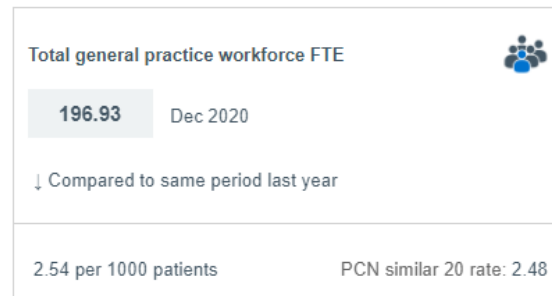 Total general practice workforce FTE
196.93 Dec 2020
↓ Compared to same period last year
2.54 per 1000 patients PCN similar 20 rate: 2.48